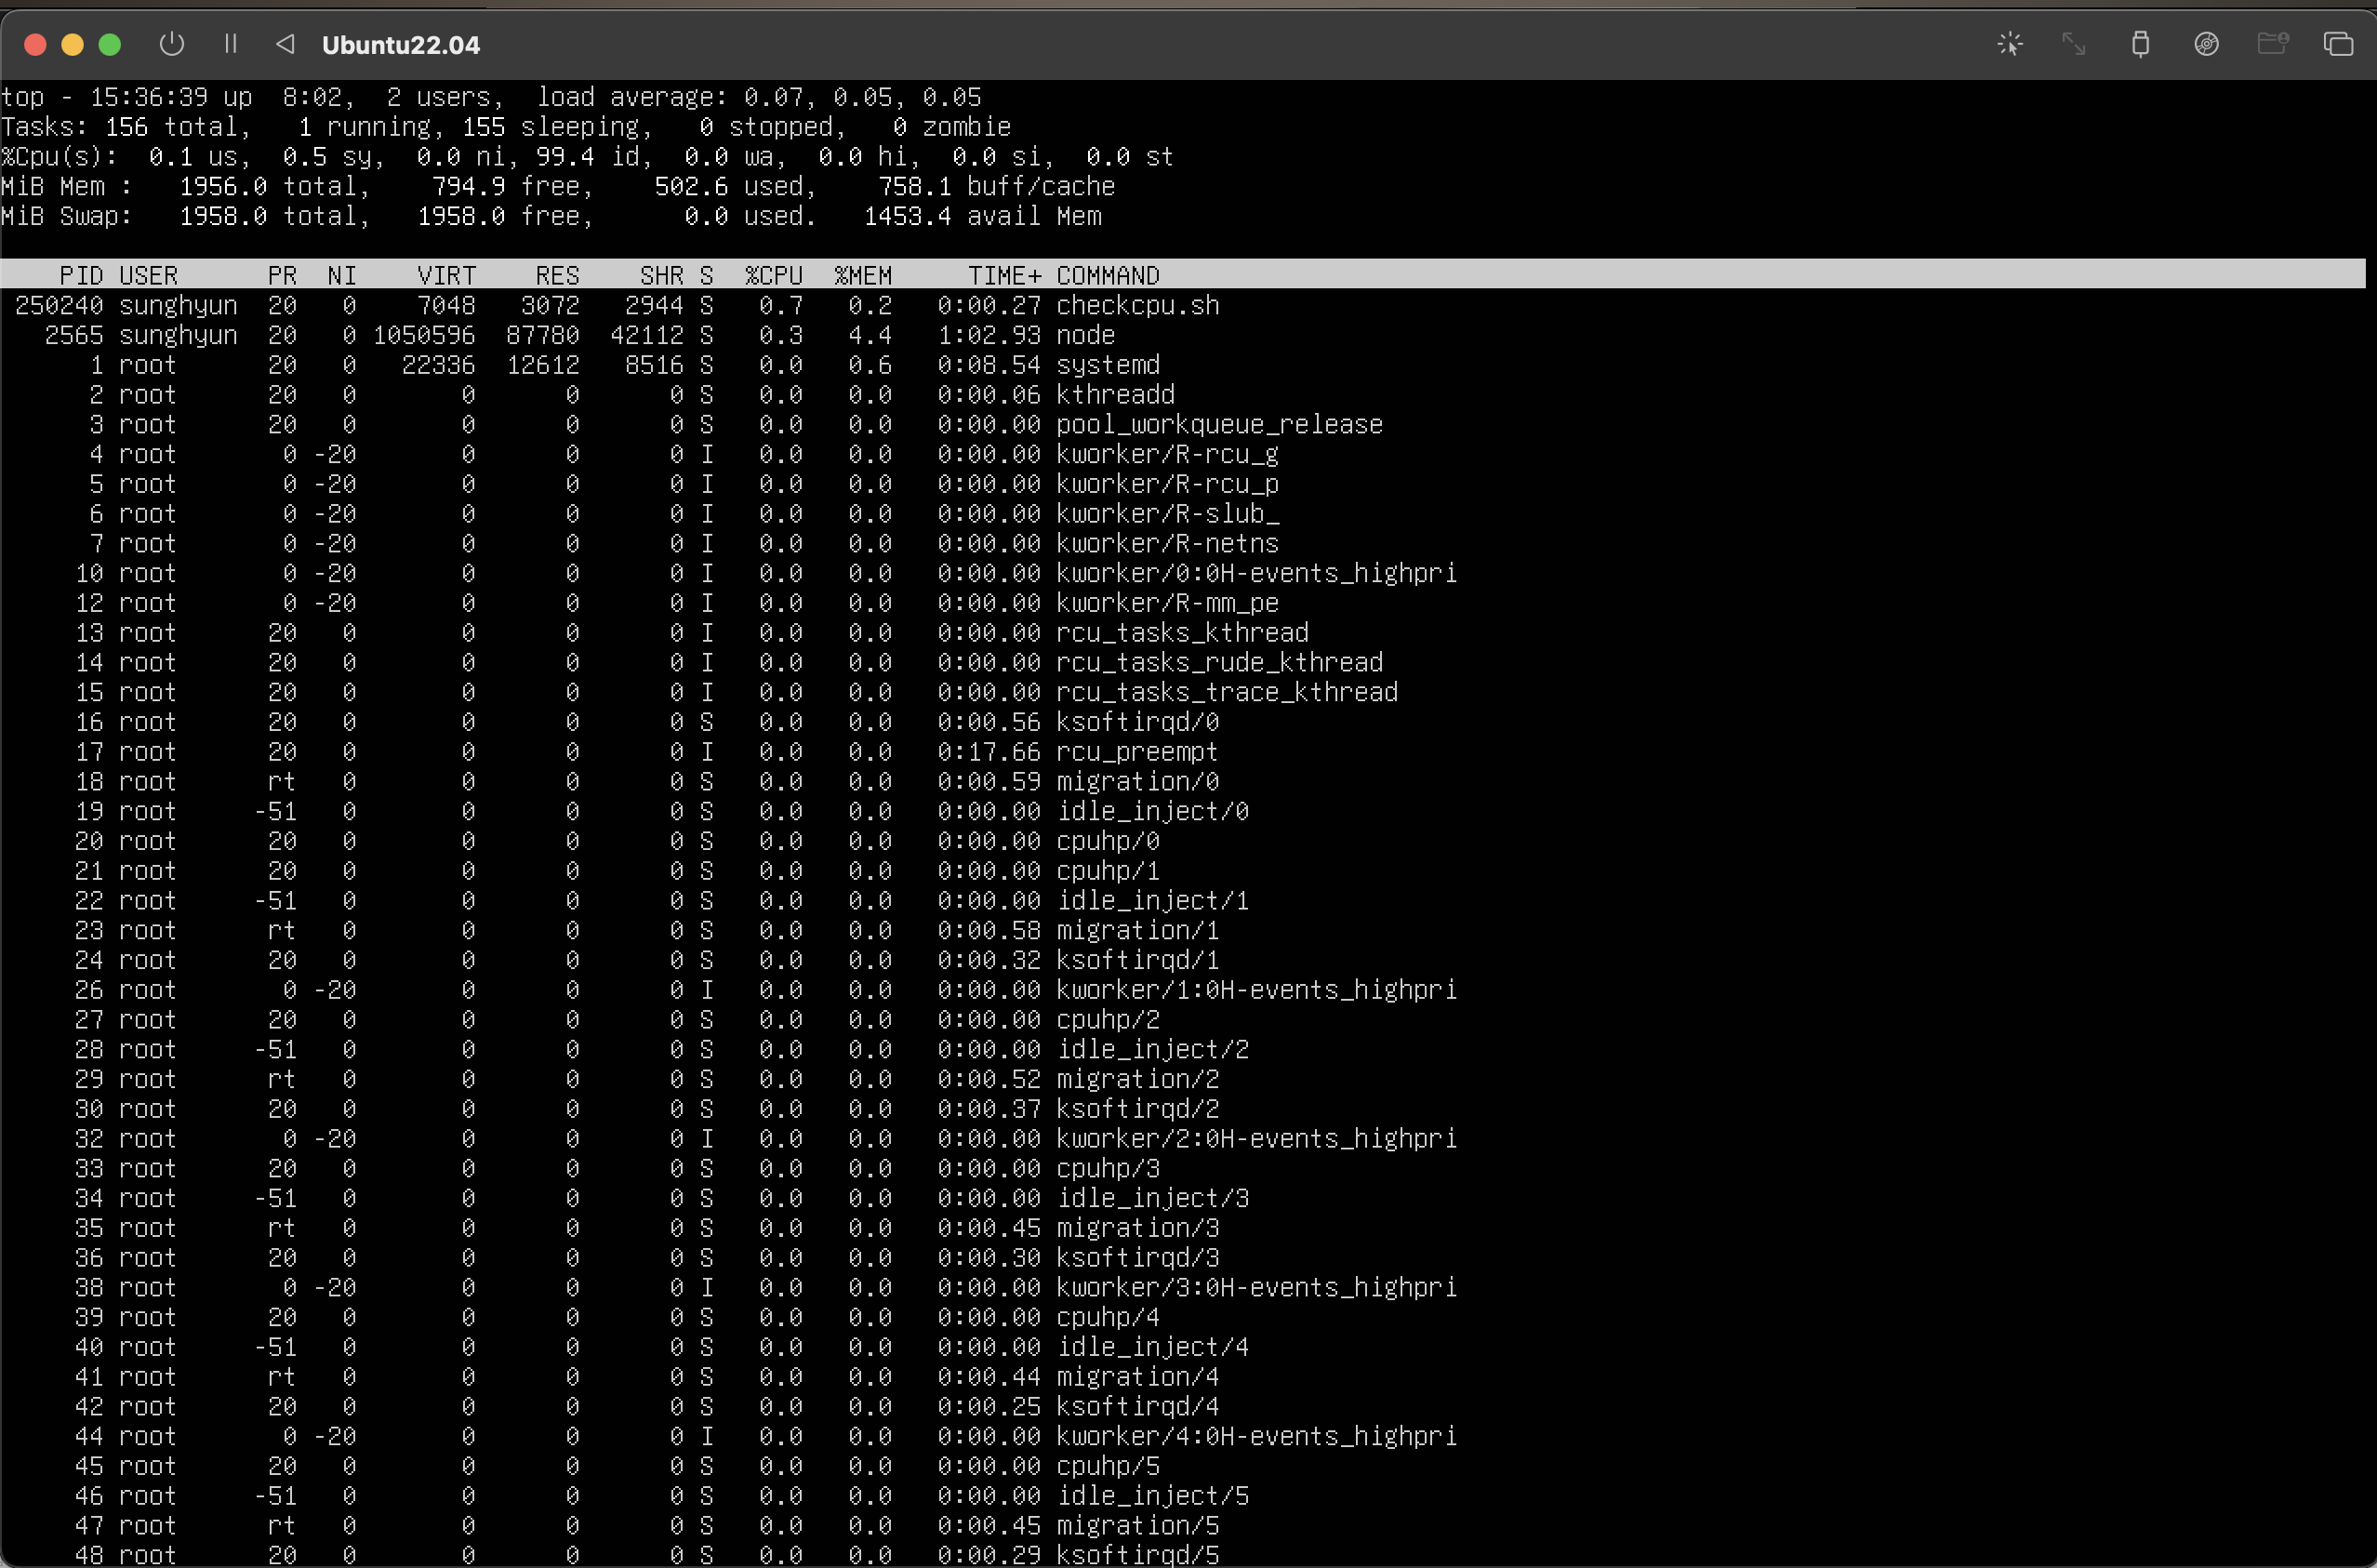 Ubuntu22.04
top - 15:36:39 up  8:02,  2 users,  load average: 0.07, 0.05, 0.05
Tasks: 156 total,   1 running, 155 sleeping,   0 stopped,   0 zombie
%Cpu(s):  0.1 us,  0.5 sy,  0.0 ni, 99.4 id,  0.0 wa,  0.0 hi,  0.0 si,  0.0 st
MiB Mem :   1956.0 total,    794.9 free,    502.6 used,    758.1 buff/cache
MiB Swap:   1958.0 total,   1958.0 free,      0.0 used.   1453.4 avail Mem
PID USER PR NI VIRT RES SHR S %CPU %MEM TIME+ COMMAND
250240 sunghyun 20 0 7048 3072 2944 S 0.7 0.2 0:00.27 checkcpu.sh
2565 sunghyun 20 0 1050596 87780 42112 S 0.3 4.4 1:02.93 node
1 root 20 0 22336 12612 8516 S 0.0 0.6 0:08.54 systemd
2 root 20 0 0 0 0 S 0.0 0.0 0:00.06 kthreadd
3 root 20 0 0 0 0 S 0.0 0.0 0:00.00 pool_workqueue_release
4 root 0 -20 0 0 0 I 0.0 0.0 0:00.00 kworker/R-rcu_g
5 root 0 -20 0 0 0 I 0.0 0.0 0:00.00 kworker/R-rcu_p
6 root 0 -20 0 0 0 I 0.0 0.0 0:00.00 kworker/R-slub_
7 root 0 -20 0 0 0 I 0.0 0.0 0:00.00 kworker/R-netns
10 root 0 -20 0 0 0 I 0.0 0.0 0:00.00 kworker/0:0H-events_highpri
12 root 0 -20 0 0 0 I 0.0 0.0 0:00.00 kworker/R-mm_pe
13 root 20 0 0 0 0 I 0.0 0.0 0:00.00 rcu_tasks_kthread
14 root 20 0 0 0 0 I 0.0 0.0 0:00.00 rcu_tasks_rude_kthread
15 root 20 0 0 0 0 I 0.0 0.0 0:00.00 rcu_tasks_trace_kthread
16 root 20 0 0 0 0 S 0.0 0.0 0:00.56 ksoftirqd/0
17 root 20 0 0 0 0 I 0.0 0.0 0:17.66 rcu_preempt
18 root rt 0 0 0 0 S 0.0 0.0 0:00.59 migration/0
19 root -51 0 0 0 0 S 0.0 0.0 0:00.00 idle_inject/0
20 root 20 0 0 0 0 S 0.0 0.0 0:00.00 cpuhp/0
21 root 20 0 0 0 0 S 0.0 0.0 0:00.00 cpuhp/1
22 root -51 0 0 0 0 S 0.0 0.0 0:00.00 idle_inject/1
23 root rt 0 0 0 0 S 0.0 0.0 0:00.58 migration/1
24 root 20 0 0 0 0 S 0.0 0.0 0:00.32 ksoftirqd/1
26 root 0 -20 0 0 0 I 0.0 0.0 0:00.00 kworker/1:0H-events_highpri
27 root 20 0 0 0 0 S 0.0 0.0 0:00.00 cpuhp/2
28 root -51 0 0 0 0 S 0.0 0.0 0:00.00 idle_inject/2
29 root rt 0 0 0 0 S 0.0 0.0 0:00.52 migration/2
30 root 20 0 0 0 0 S 0.0 0.0 0:00.37 ksoftirqd/2
32 root 0 -20 0 0 0 I 0.0 0.0 0:00.00 kworker/2:0H-events_highpri
33 root 20 0 0 0 0 S 0.0 0.0 0:00.00 cpuhp/3
34 root -51 0 0 0 0 S 0.0 0.0 0:00.00 idle_inject/3
35 root rt 0 0 0 0 S 0.0 0.0 0:00.45 migration/3
36 root 20 0 0 0 0 S 0.0 0.0 0:00.30 ksoftirqd/3
38 root 0 -20 0 0 0 I 0.0 0.0 0:00.00 kworker/3:0H-events_highpri
39 root 20 0 0 0 0 S 0.0 0.0 0:00.00 cpuhp/4
40 root -51 0 0 0 0 S 0.0 0.0 0:00.00 idle_inject/4
41 root rt 0 0 0 0 S 0.0 0.0 0:00.44 migration/4
42 root 20 0 0 0 0 S 0.0 0.0 0:00.25 ksoftirqd/4
44 root 0 -20 0 0 0 I 0.0 0.0 0:00.00 kworker/4:0H-events_highpri
45 root 20 0 0 0 0 S 0.0 0.0 0:00.00 cpuhp/5
46 root -51 0 0 0 0 S 0.0 0.0 0:00.00 idle_inject/5
47 root rt 0 0 0 0 S 0.0 0.0 0:00.45 migration/5
48 root 20 0 0 0 0 S 0.0 0.0 0:00.29 ksoftirqd/5